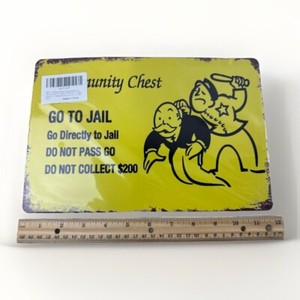 unity Chest
GO TO JAIL
Go Directly to Jail
DO NOT PASS GO
DO NOT COLLECT $200